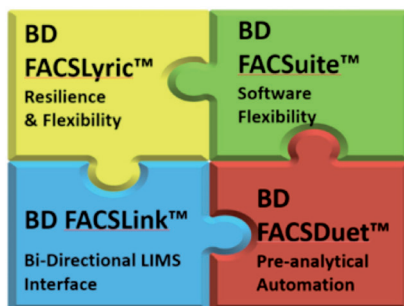 BD
FACSLyric™
Resilience
& Flexibility
BD
FACSuite™
Software
Flexibility
BD FACSLink™
Bi-Directional LIMS
Interface
BD
FACSDuet™
Pre-analytical
Automation